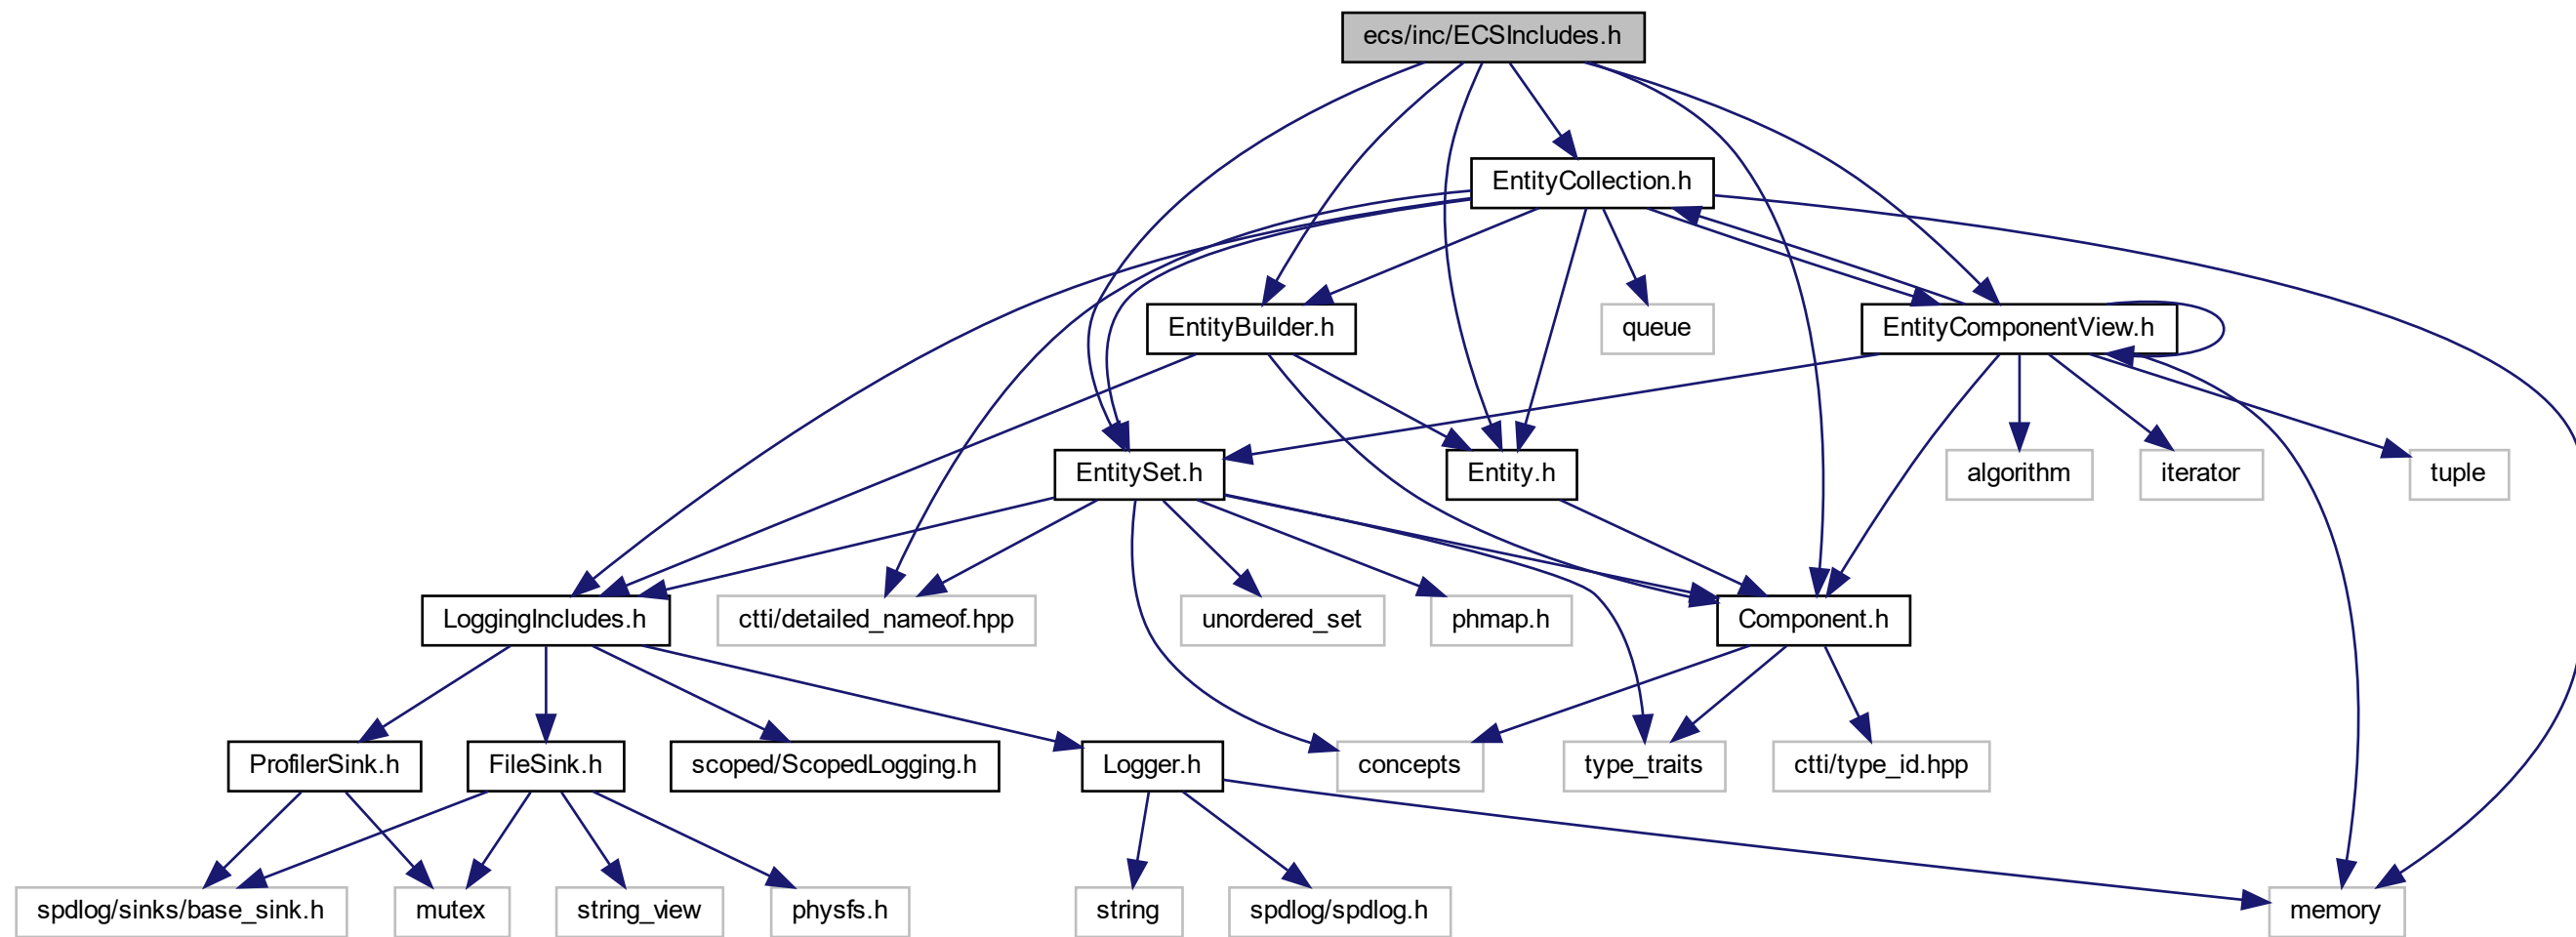 ecs/inc/ECSIncludes.h
EntityCollection.h
EntityBuilder.h
queue
EntityComponentView.h
EntitySet.h
Entity.h
algorithm
iterator
tuple
LoggingIncludes.h
ctti/detailed_nameof.hpp
unordered_set
phmap.h
Component.h
ProfilerSink.h
FileSink.h
scoped/ScopedLogging.h
Logger.h
concepts
type_traits
ctti/type_id.hpp
spdlog/sinks/base_sink.h
mutex
string_view
physfs.h
string
spdlog/spdlog.h
memory